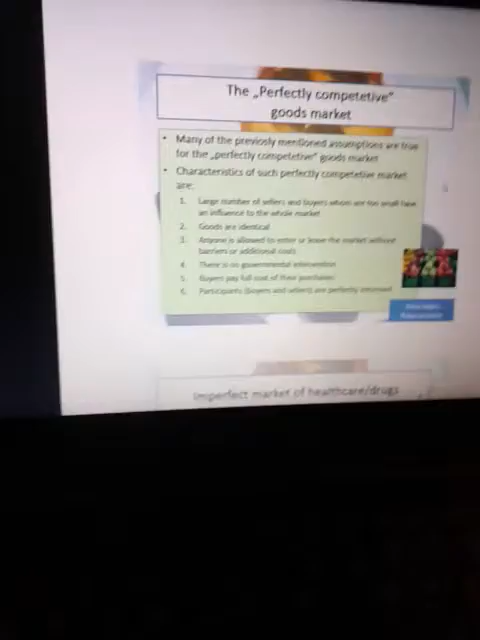 The „Perfectly competetive”
goods market
• Many of the previosly mentioned assumptions are true
for the „perfectly competetive” goods market
• Characteristics of such perfectly competetive market
are:
1. Large number of sellers and buyers whom are too small have
an influence to the whole market
2. Goods are identical
3. Anyone is allowed to enter or leave the market without
barriers or additional costs
4. There is no governmental intervention
5. Buyers pay full cost of their purchases
6. Participants (buyers and sellers) are perfectly informed
Imperfect market of healthcare/drugs